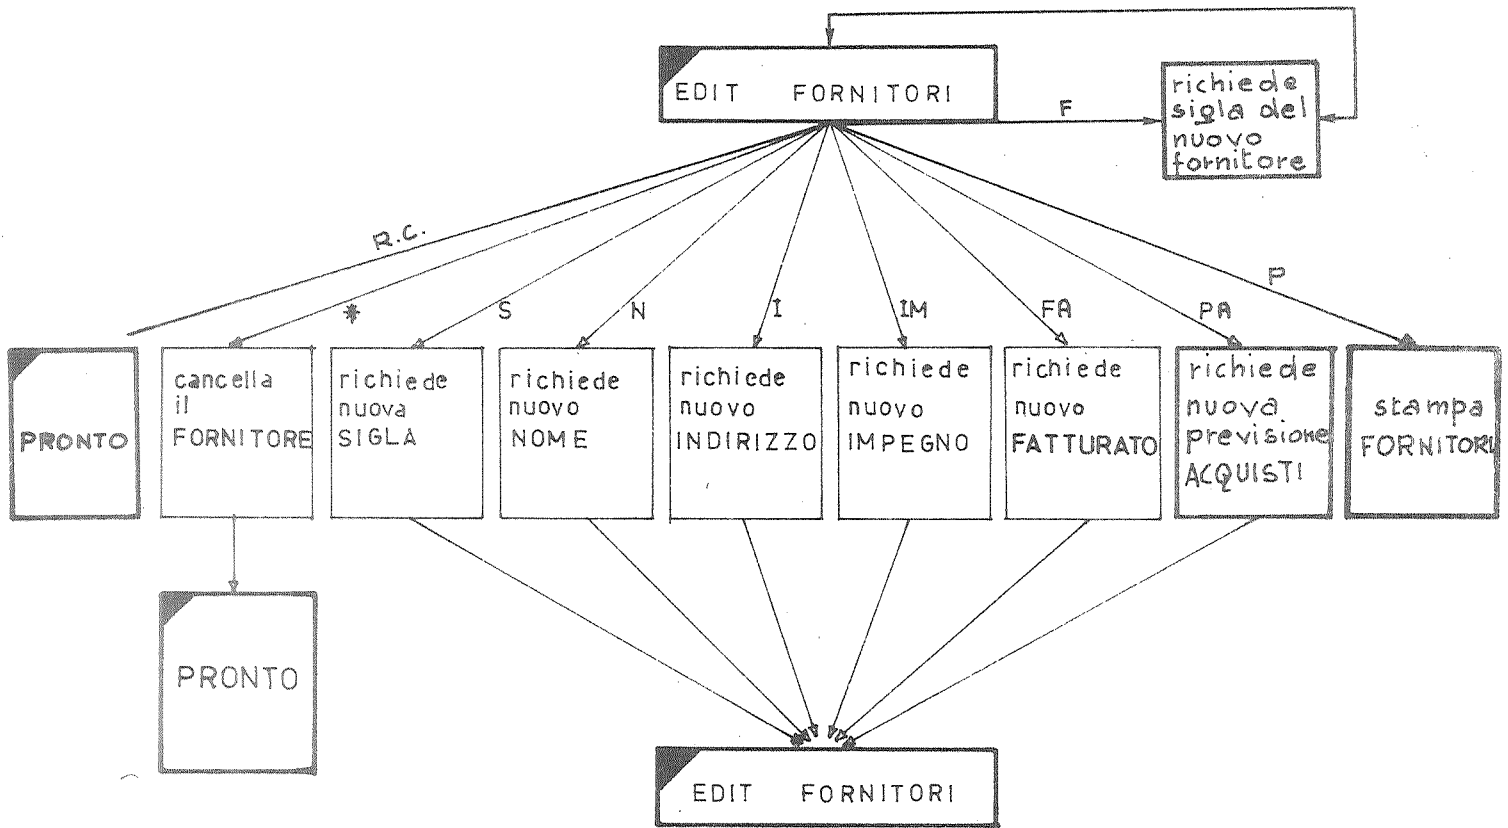 EDIT FORNITORI
F
richiede
sigla del
nuovo
fornitore
R.C.
*
S
N
I
IM
FA
PA
P
PRONTO
cancella
il
FORNITORE
richiede
nuova
SIGLA
richiede
nuovo
NOME
richiede
nuovo
INDIRIZZO
richiede
nuovo
IMPEGNO
richiede
nuovo
FATTURATO
richiede
nuova
previsione
ACQUISTI
stampa
FORNITORI
PRONTO
EDIT FORNITORI